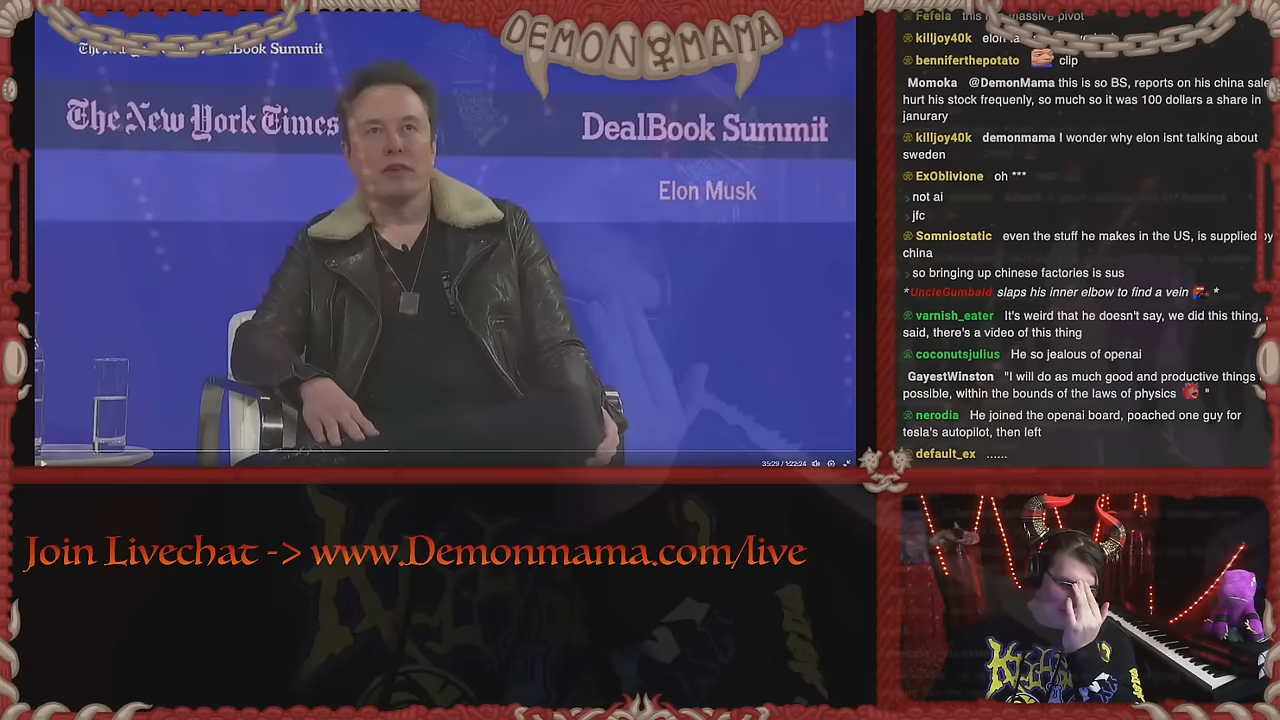 DealBook Summit
DEMON MAMA
The New York Times
DealBook Summit
Elon Musk
35:29 / 1:22:24
Join Livechat -> www.Demonmama.com/live
Fefela this massive pivot
killjoy40k elon
benniferthepotato clip
Momoka @DemonMama this is so BS, reports on his china sale
hurt his stock frequenly, so much so it was 100 dollars a share in
janurary
killjoy40k demonmama I wonder why elon isnt talking about
sweden
ExOblivione oh ***
not ai
jfc
Somniostatic even the stuff he makes in the US, is supplied by
china
so bringing up chinese factories is sus
*UncleGumbald slaps his inner elbow to find a vein *
varnish_eater It's weird that he doesn't say, we did this thing,
said, there's a video of this thing
coconutsjulius He so jealous of openai
GayestWinston "I will do as much good and productive things
possible, within the bounds of the laws of physics "
nerodia He joined the openai board, poached one guy for
tesla's autopilot, then left
default_ex ......